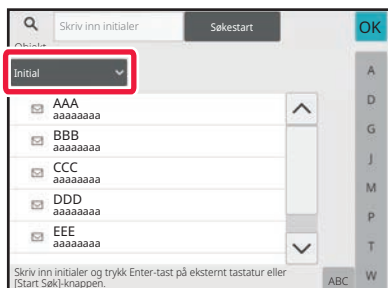 Skriv inn initialer
Søkestart
OK
Objekt
Initial
AAA
aaaaaaaa
BBB
aaaaaaaa
CCC
aaaaaaaa
DDD
aaaaaaaa
EEE
aaaaaaaa
A
D
G
J
M
P
T
W
Skriv inn initialer og trykk Enter-tast på eksternt tastatur eller
[Start Søk]-knappen.
ABC